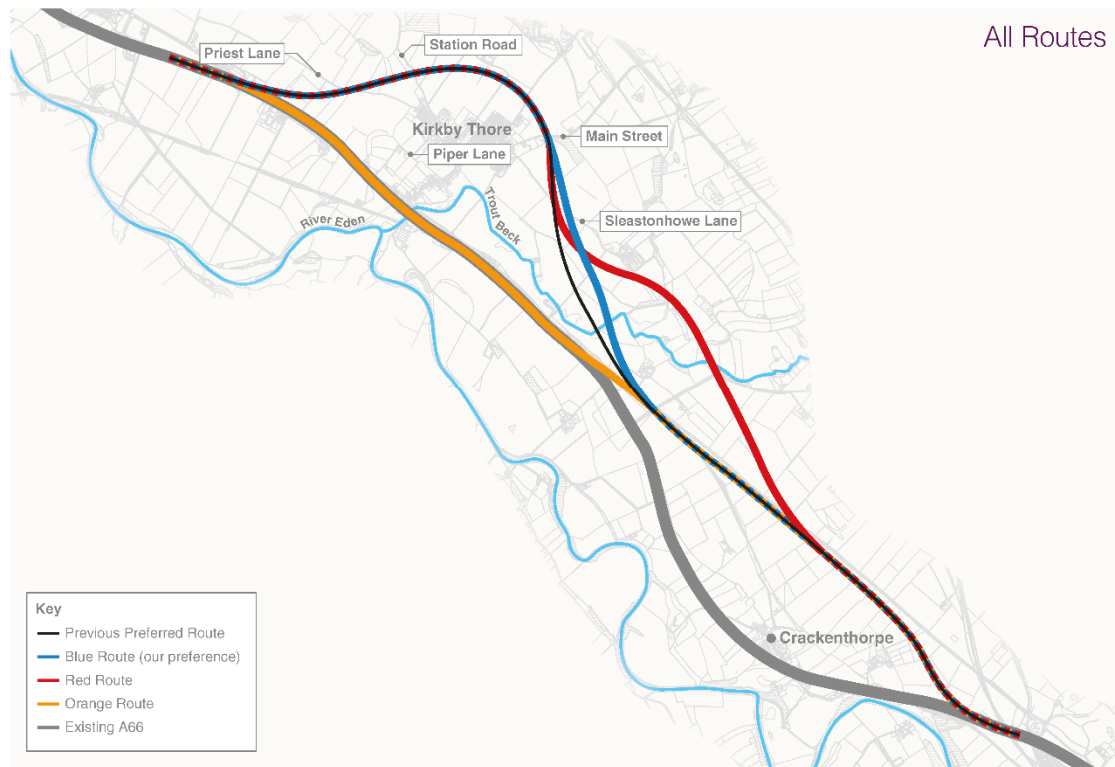 All Routes
Priest Lane
Station Road
Kirkby Thore
Main Street
Piper Lane
Trout Beck
River Eden
Sleastonhowe Lane
Crackenthorpe
Key
Previous Preferred Route
Blue Route (our preference)
Red Route
Orange Route
Existing A66